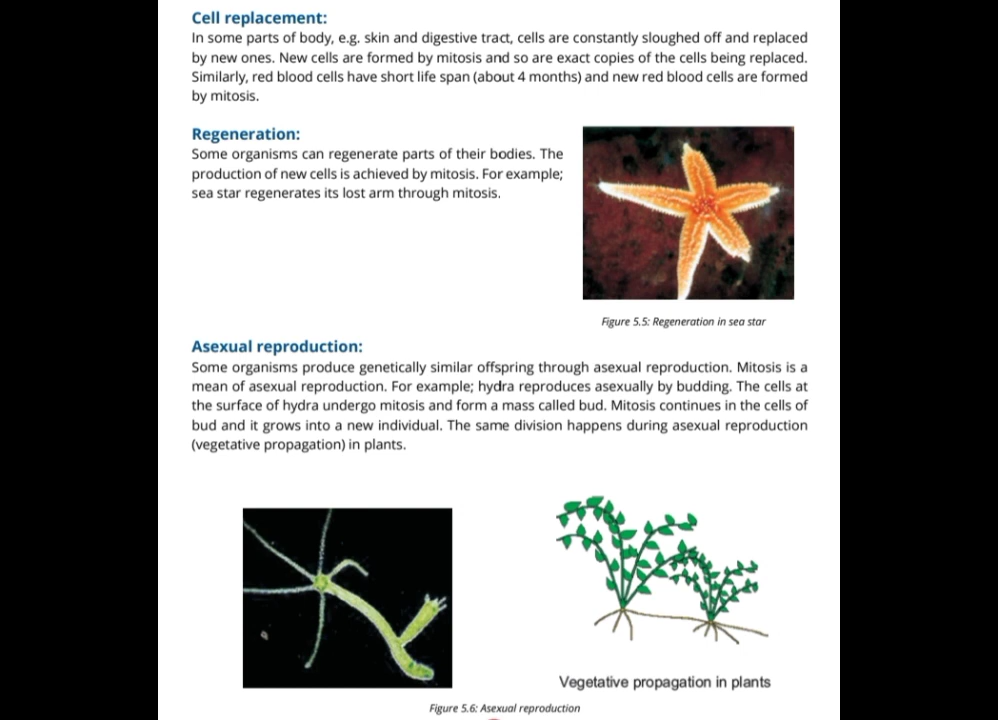 Cell replacement:
In some parts of body, e.g. skin and digestive tract, cells are constantly sloughed off and replaced
by new ones. New cells are formed by mitosis and so are exact copies of the cells being replaced.
Similarly, red blood cells have short life span (about 4 months) and new red blood cells are formed
by mitosis.
Regeneration:
Some organisms can regenerate parts of their bodies. The
production of new cells is achieved by mitosis. For example;
sea star regenerates its lost arm through mitosis.
Figure 5.5: Regeneration in sea star
Asexual reproduction:
Some organisms produce genetically similar offspring through asexual reproduction. Mitosis is a
mean of asexual reproduction. For example; hydra reproduces asexually by budding. The cells at
the surface of hydra undergo mitosis and form a mass called bud. Mitosis continues in the cells of
bud and it grows into a new individual. The same division happens during asexual reproduction
(vegetative propagation) in plants.
Vegetative propagation in plants
Figure 5.6: Asexual reproduction